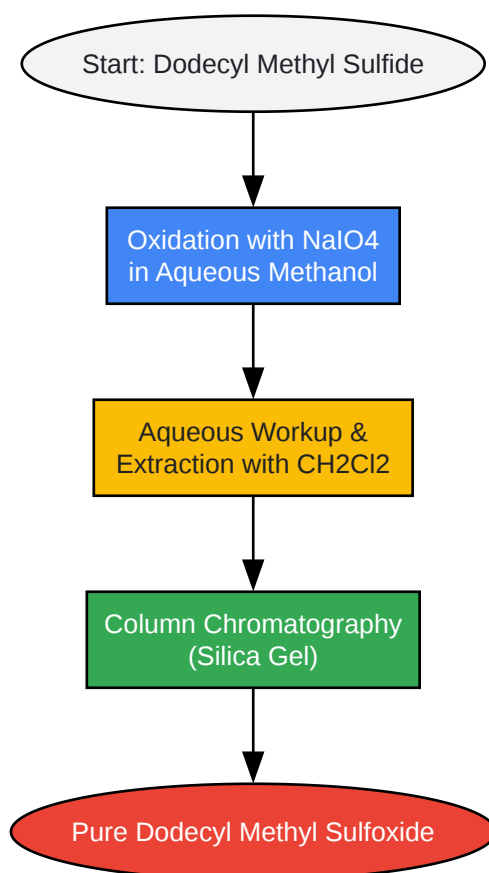 Start: Dodecyl Methyl Sulfide
Oxidation with NaIO4
in Aqueous Methanol
Aqueous Workup &
Extraction with CH2Cl2
Column Chromatography
(Silica Gel)
Pure Dodecyl Methyl Sulfoxide